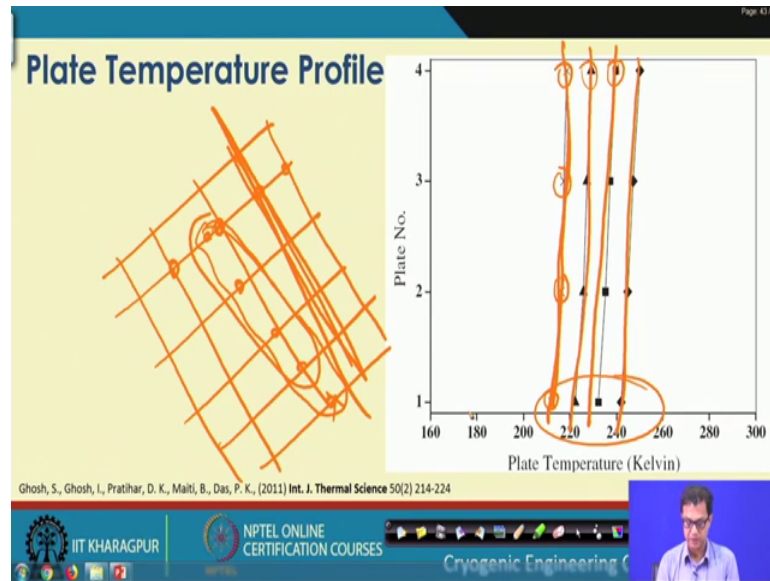 Page: 43
Plate Temperature Profile
4
3
2
1
Plate No.
160 180 200 220 240 260 280 300
Plate Temperature (Kelvin)
Ghosh, S., Ghosh, I., Pratihar, D. K., Maiti, B., Das, P. K., (2011) Int. J. Thermal Science 50(2) 214-224
IIT KHARAGPUR
NPTEL ONLINE
CERTIFICATION COURSES
NPTEL
Cryogenic Engineering